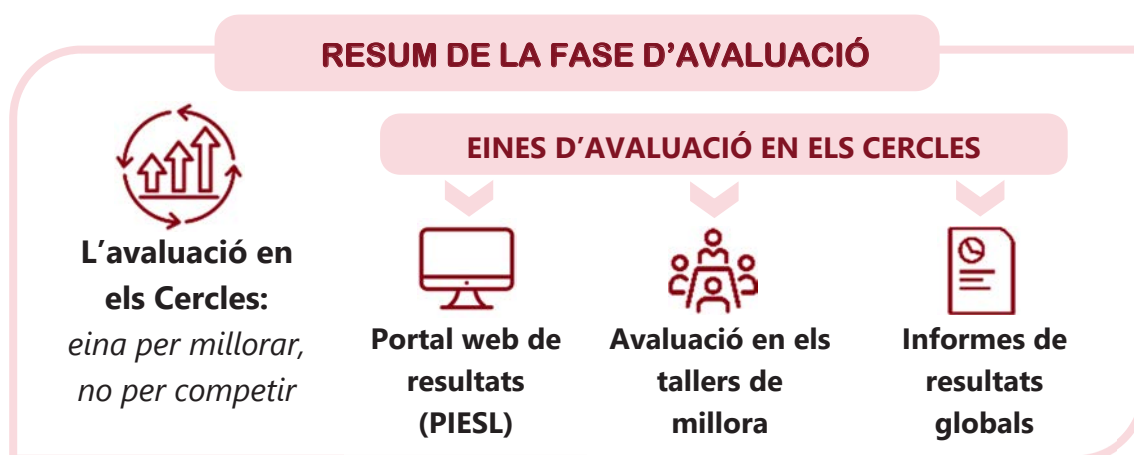 RESUM DE LA FASE D'AVALUACIÓ
L'avaluació en
els Cercles:
eina per millorar,
no per competir
EINES D'AVALUACIÓ EN ELS CERCLES
Portal web de
resultats
(PIESL)
Avaluació en els
tallers de
millora
Informes de
resultats
globals